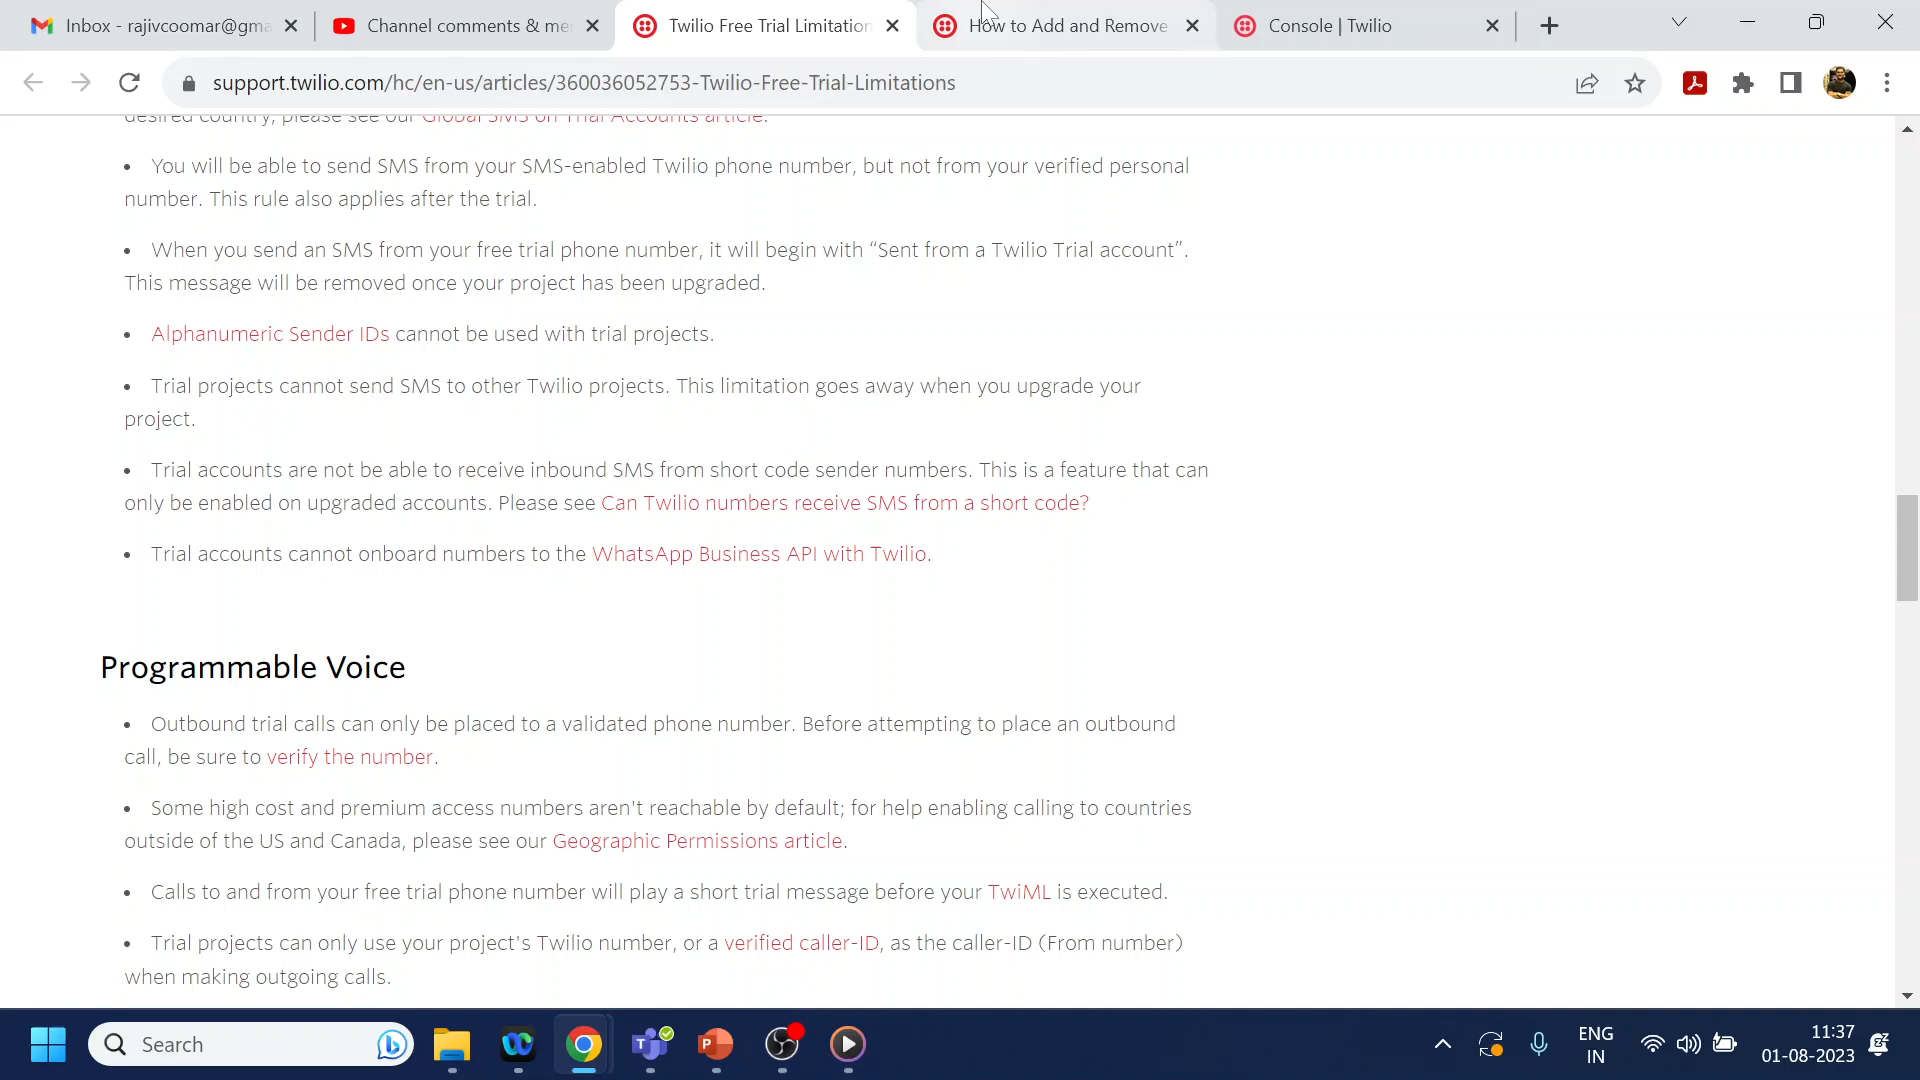 Inbox - rajivcoomar@gma
Channel comments & me
Twilio Free Trial Limitation
How to Add and Remove
Console | Twilio
support.twilio.com/hc/en-us/articles/360036052753-Twilio-Free-Trial-Limitations
desired country, please see our Global SMS on Trial Accounts article.
• You will be able to send SMS from your SMS-enabled Twilio phone number, but not from your verified personal
number. This rule also applies after the trial.
• When you send an SMS from your free trial phone number, it will begin with “Sent from a Twilio Trial account”.
This message will be removed once your project has been upgraded.
• Alphanumeric Sender IDs cannot be used with trial projects.
• Trial projects cannot send SMS to other Twilio projects. This limitation goes away when you upgrade your
project.
• Trial accounts are not be able to receive inbound SMS from short code sender numbers. This is a feature that can
only be enabled on upgraded accounts. Please see Can Twilio numbers receive SMS from a short code?
• Trial accounts cannot onboard numbers to the WhatsApp Business API with Twilio.
Programmable Voice
• Outbound trial calls can only be placed to a validated phone number. Before attempting to place an outbound
call, be sure to verify the number.
• Some high cost and premium access numbers aren't reachable by default; for help enabling calling to countries
outside of the US and Canada, please see our Geographic Permissions article.
• Calls to and from your free trial phone number will play a short trial message before your TwiML is executed.
• Trial projects can only use your project's Twilio number, or a verified caller-ID, as the caller-ID (From number)
when making outgoing calls.
Search
ENG
IN
11:37
01-08-2023